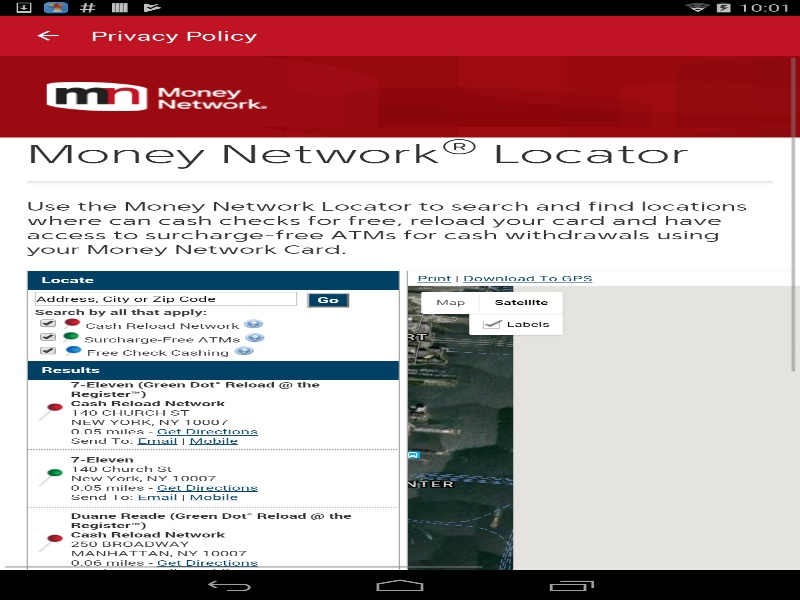 10:01
Privacy Policy
mn Money
Network®
Money Network® Locator
Use the Money Network Locator to search and find locations
where can cash checks for free, reload your card and have
access to surcharge-free ATMs for cash withdrawals using
your Money Network Card.
Locate
Address, City or Zip Code
Go
Search by all that apply:
Cash Reload Network
Surcharge-Free ATMs
Free Check Cashing
Results
7-Eleven (Green Dot® Reload @ the
Register™)
Cash Reload Network
140 CHURCH ST
NEW YORK, NY 10007
0.05 miles - Get Directions
Send To: Email | Mobile
7-Eleven
140 Church St
New York, NY 10007
0.05 miles - Get Directions
Send To: Email | Mobile
Duane Reade (Green Dot® Reload @ the
Register™)
Cash Reload Network
250 BROADWAY
MANHATTAN, NY 10007
0.06 miles - Get Directions
Print | Download To GPS
Map
Satellite
Labels
RT
NTER